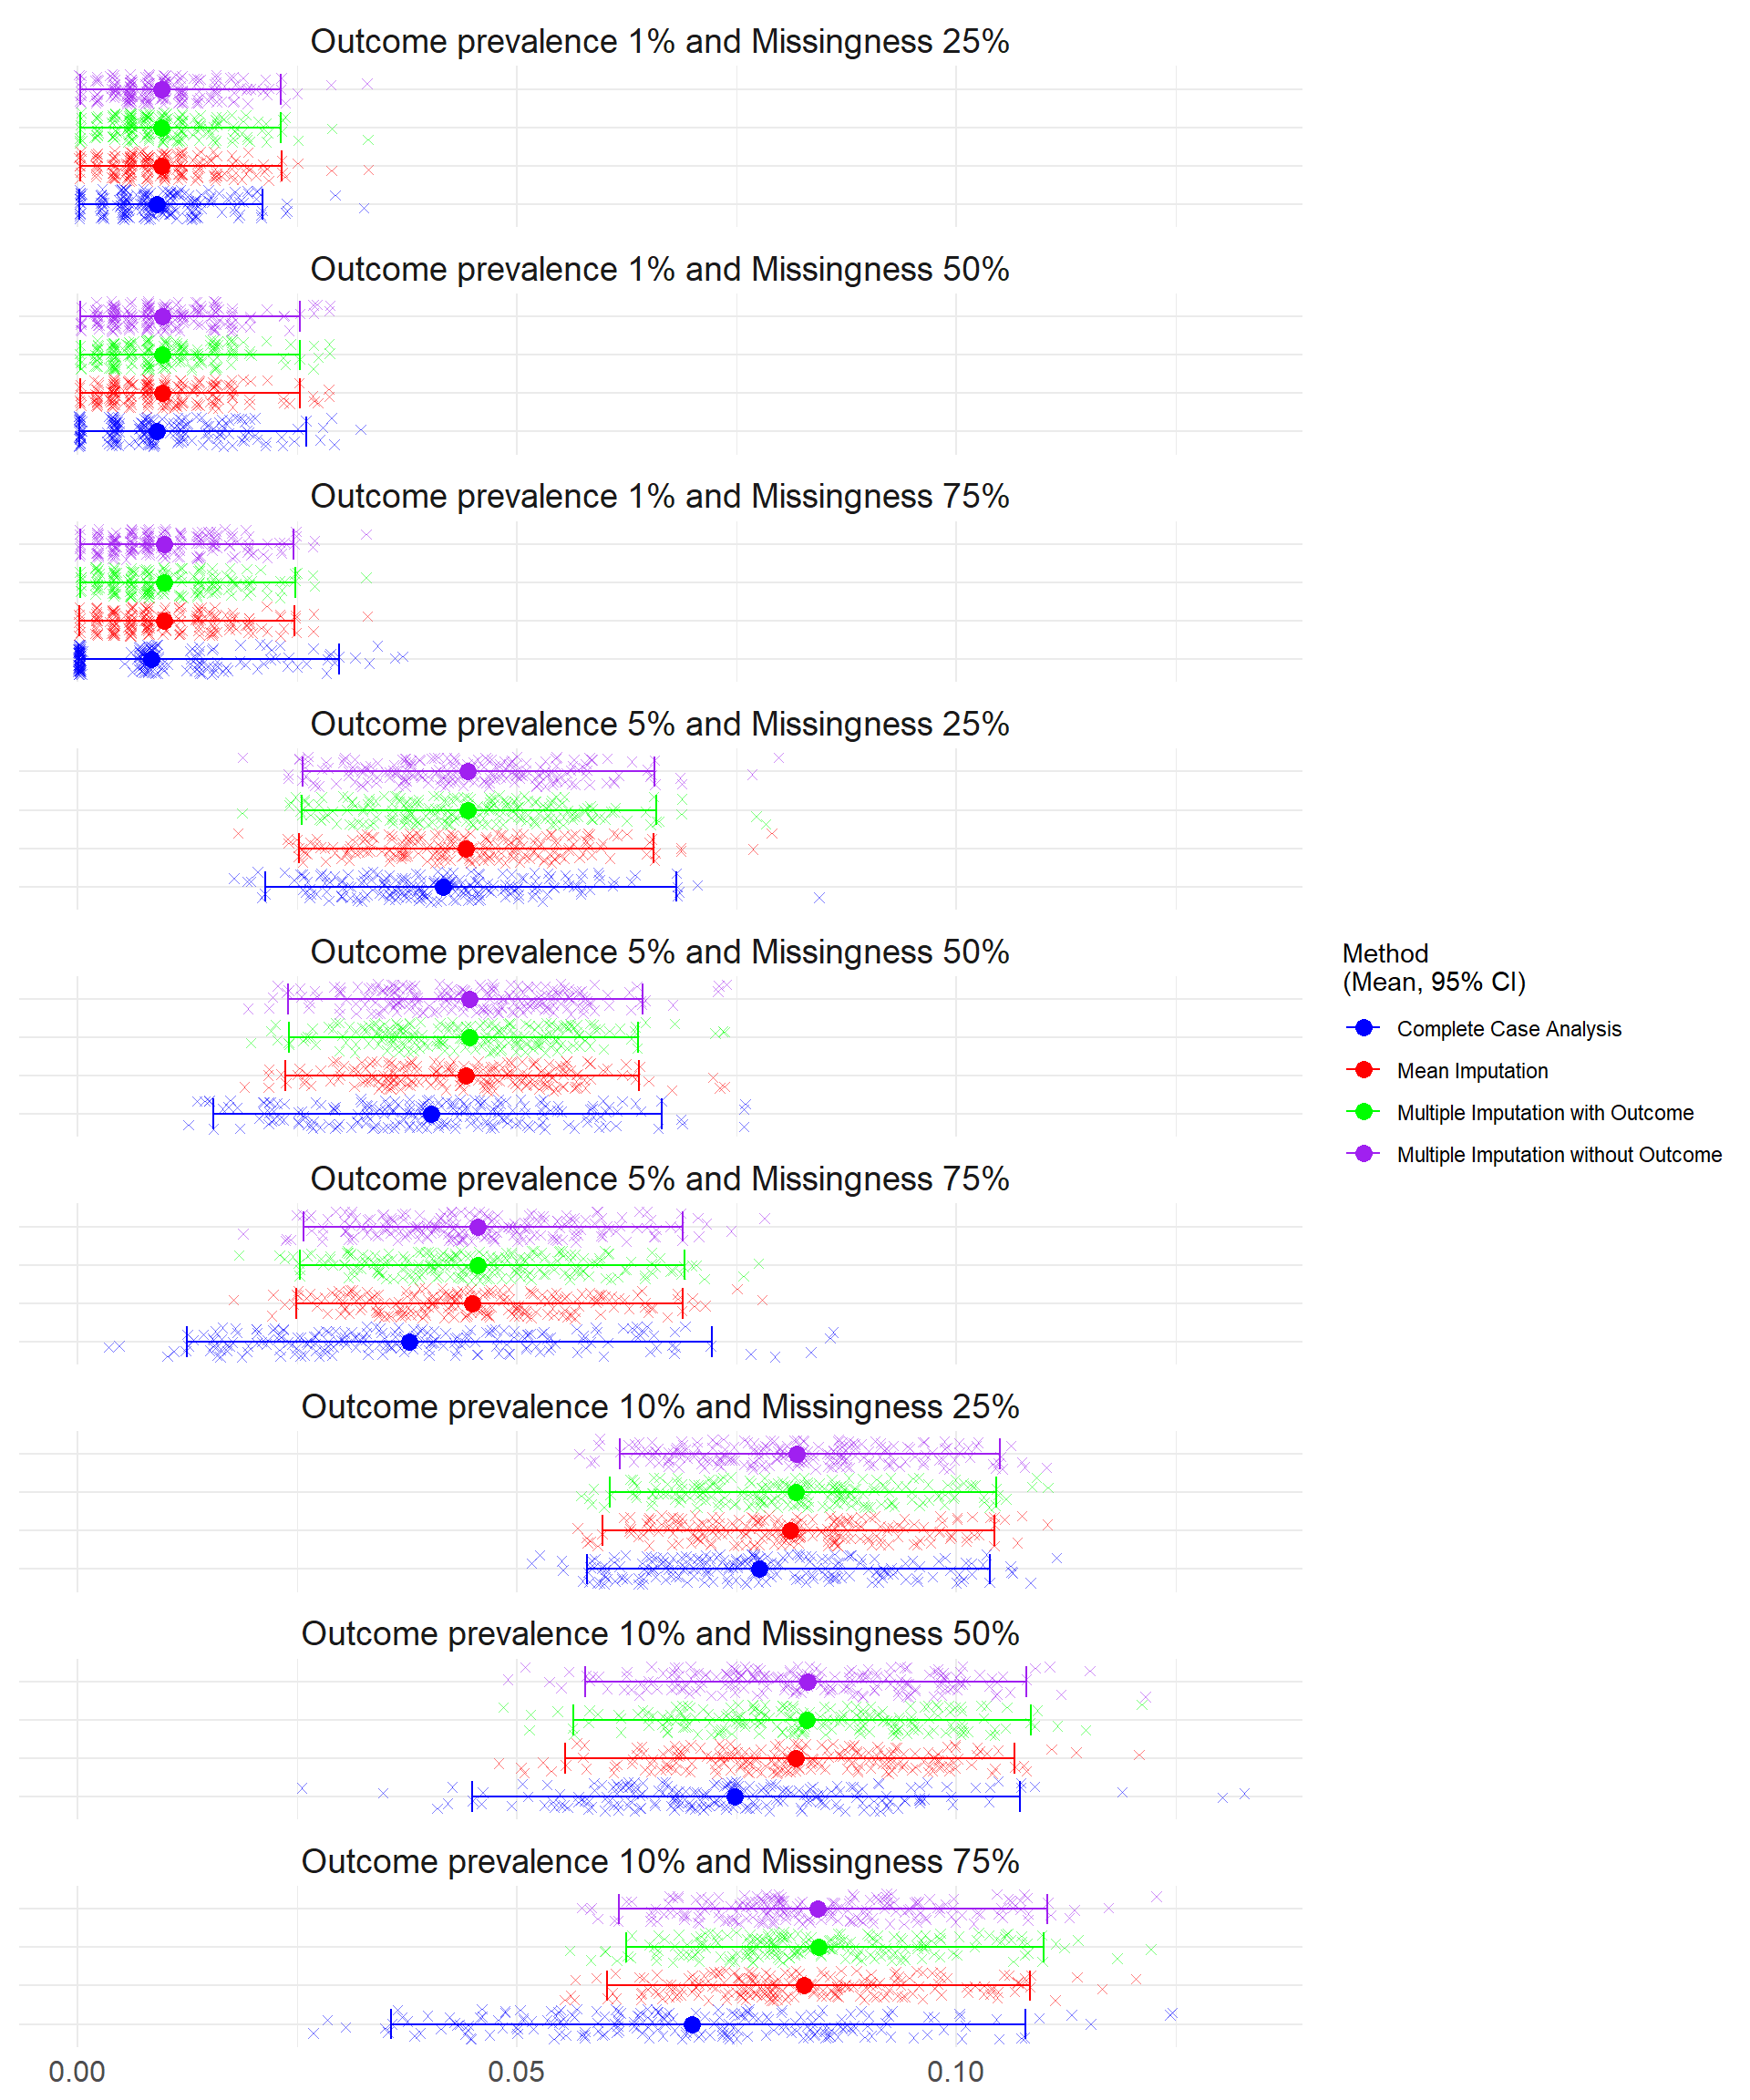 Outcome prevalence 1% and Missingness 25%
Outcome prevalence 1% and Missingness 50%
Outcome prevalence 1% and Missingness 75%
Outcome prevalence 5% and Missingness 25%
Outcome prevalence 5% and Missingness 50%
Outcome prevalence 5% and Missingness 75%
Outcome prevalence 10% and Missingness 25%
Outcome prevalence 10% and Missingness 50%
Outcome prevalence 10% and Missingness 75%
0.00 0.05 0.10
Method
(Mean, 95% CI)
Complete Case Analysis
Mean Imputation
Multiple Imputation with Outcome
Multiple Imputation without Outcome